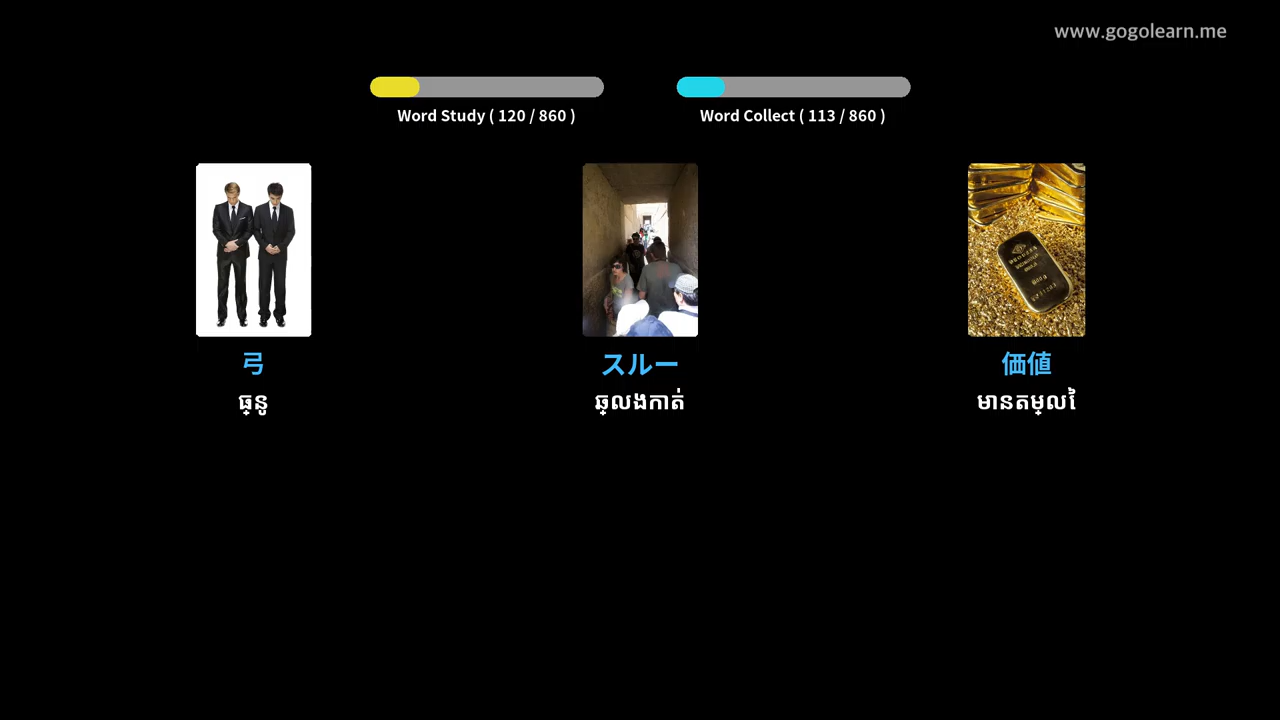 www.gogolearn.me
Word Study ( 120 / 860 )
Word Collect ( 113 / 860 )
弓
スルー
価値
ធ្នូ
ឆ្លងកាត់
មានតម្លៃ